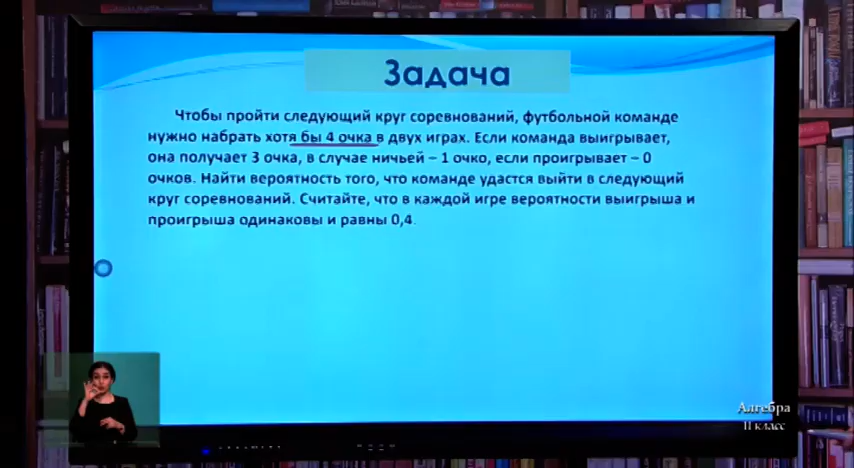 Задача
Чтобы пройти следующий круг соревнований, футбольной команде
нужно набрать хотя бы 4 очка в двух играх. Если команда выигрывает,
она получает 3 очка, в случае ничьей – 1 очко, если проигрывает – 0
очков. Найти вероятность того, что команде удастся выйти в следующий
круг соревнований. Считайте, что в каждой игре вероятности выигрыша и
проигрыша одинаковы и равны 0,4.
Алгебра
11 класс